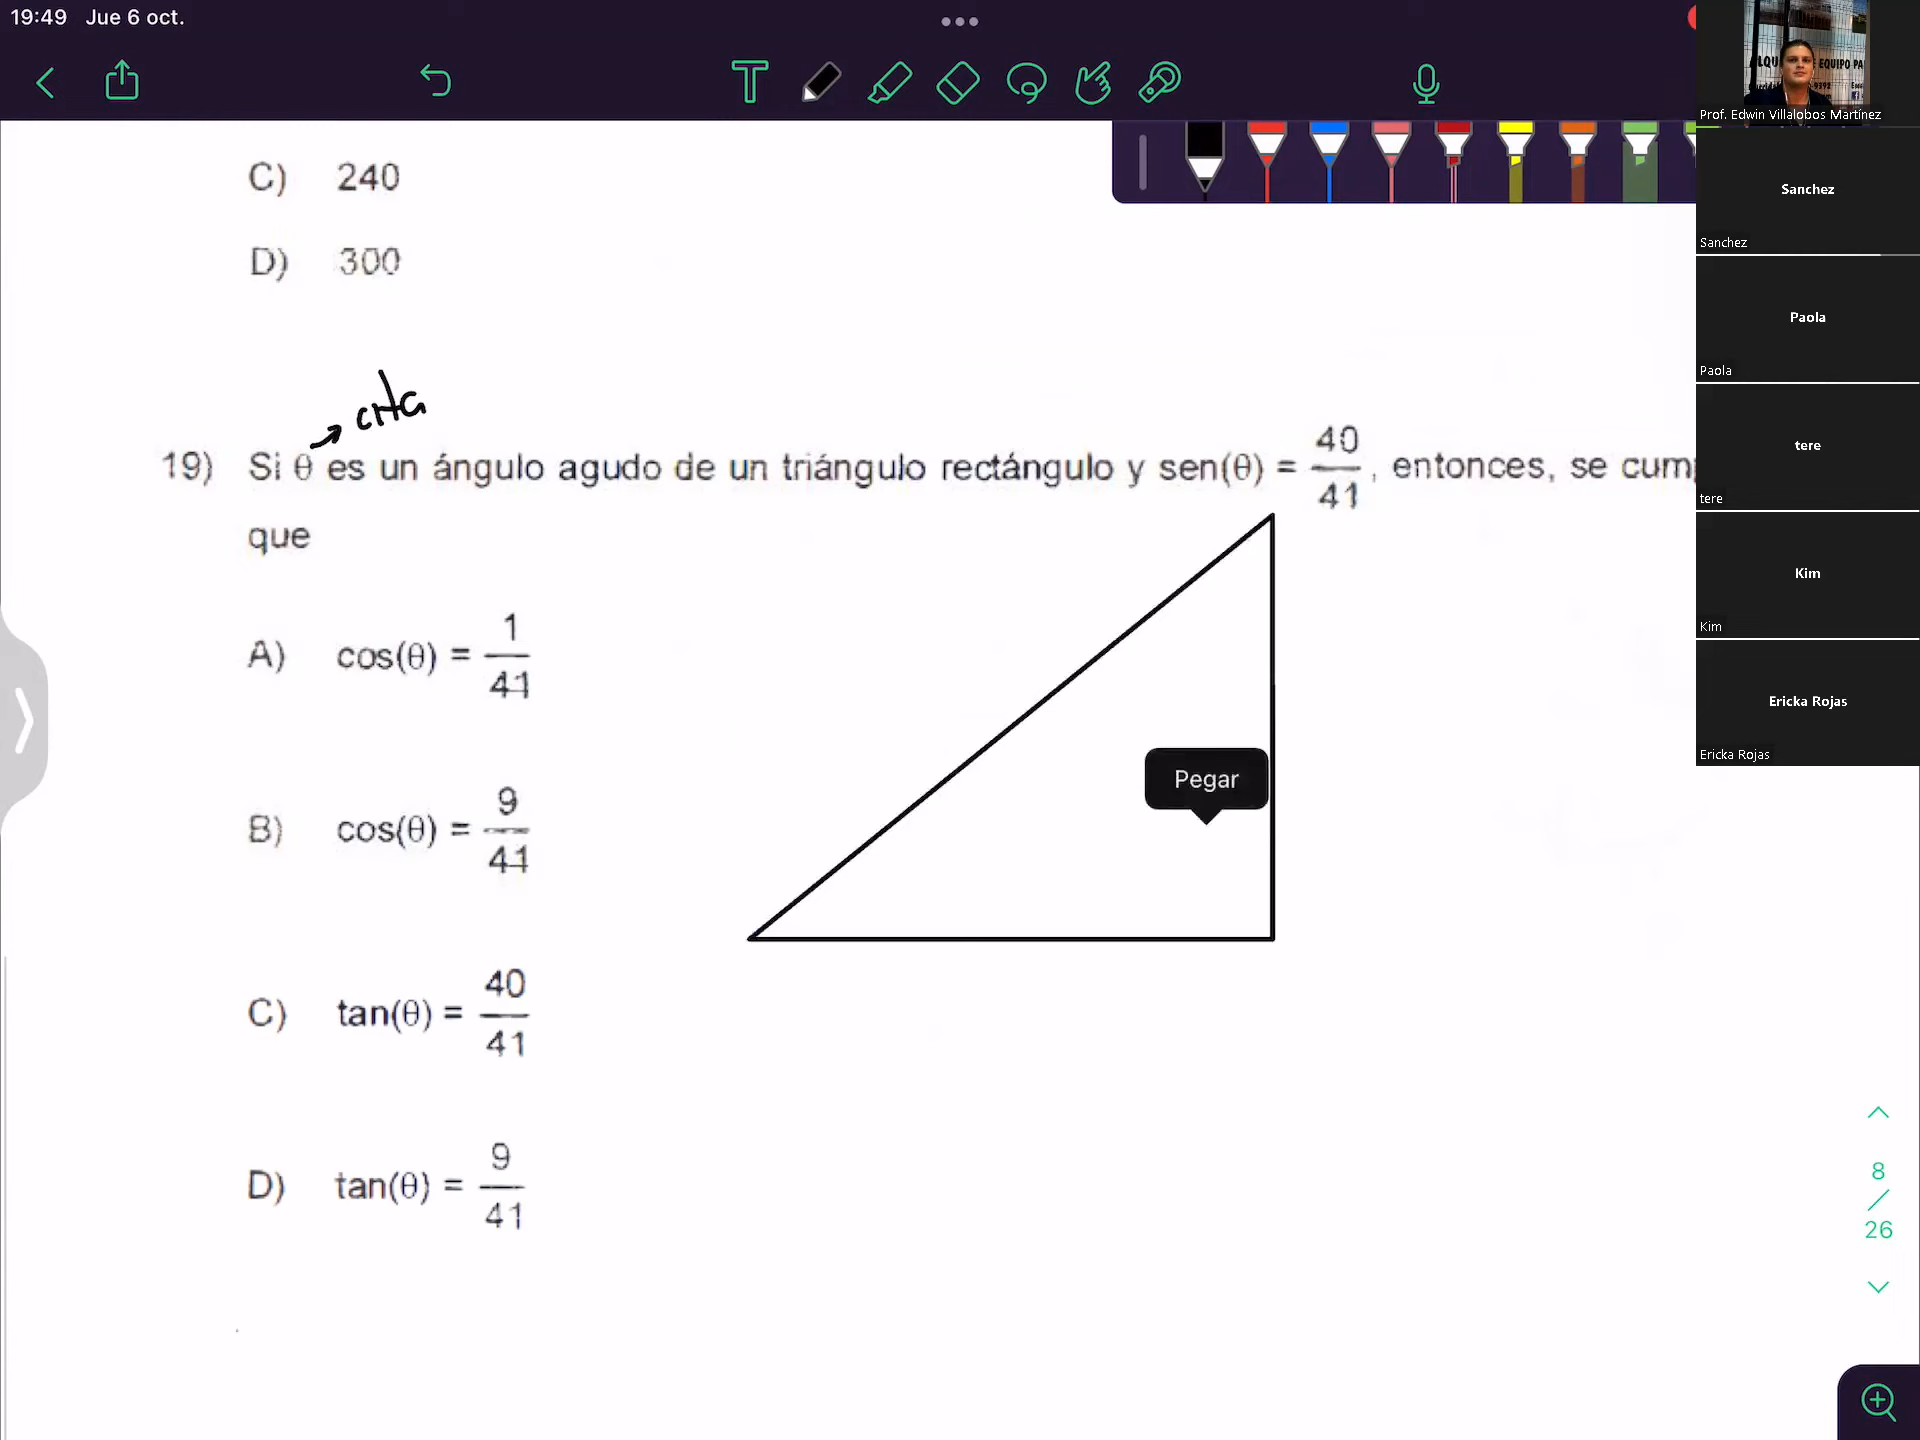 19:49 Jue 6 oct.
Prof. Edwin Villalobos Martínez
C) 240
Sanchez
Sanchez
D) 300
Paola
Paola
crta
19) Si θ es un ángulo agudo de un triángulo rectángulo y sen(θ) = 40/41, entonces, se cum
que
tere
tere
Kim
Kim
A) cos(θ) = 1/41
Ericka Rojas
Ericka Rojas
Pegar
B) cos(θ) = 9/41
C) tan(θ) = 40/41
D) tan(θ) = 9/41
8
/
26